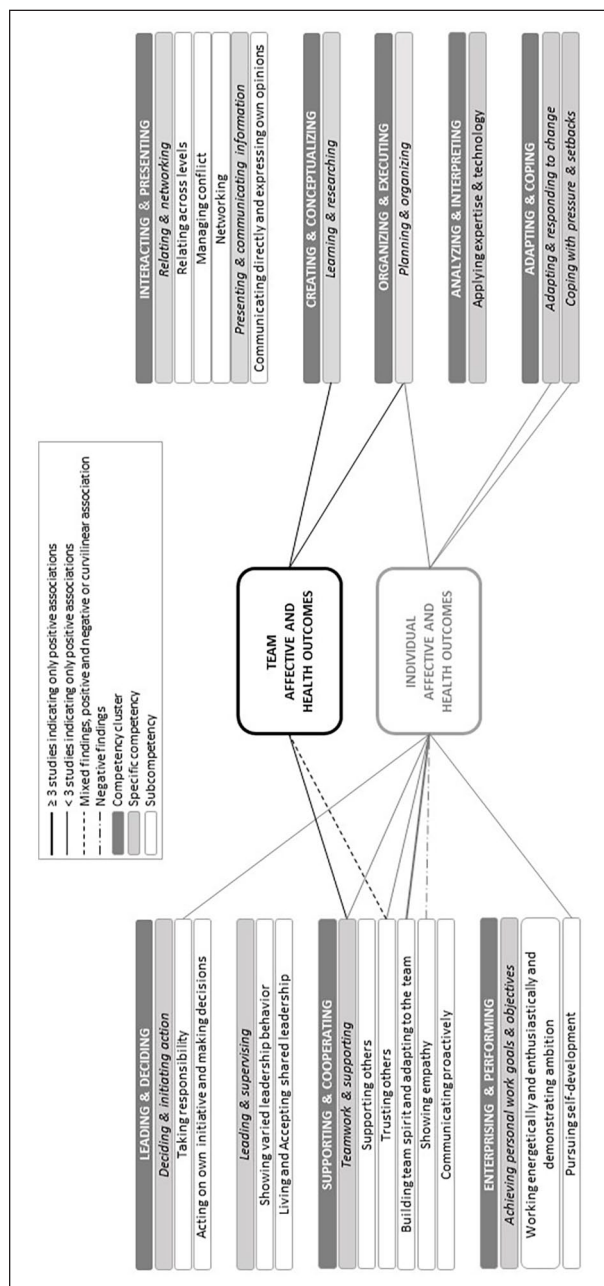 ≥ 3 studies indicating only positive associations
< 3 studies indicating only positive associations
Mixed findings, positive and negative or curvilinear association
Negative findings
Competency cluster
Specific competency
Subcompetency
LEADING & DECIDING
Deciding & initiating action
Taking responsibility
Acting on own initiative and making decisions
Leading & supervising
Showing varied leadership behavior
Living and Accepting shared leadership
SUPPORTING & COOPERATING
Teamwork & supporting
Supporting others
Trusting others
Building team spirit and adapting to the team
Showing empathy
Communicating proactively
ENTERPRISING & PERFORMING
Achieving personal work goals & objectives
Working energetically and enthusiastically and
demonstrating ambition
Pursuing self-development
TEAM
AFFECTIVE AND
HEALTH OUTCOMES
INDIVIDUAL
AFFECTIVE AND
HEALTH OUTCOMES
INTERACTING & PRESENTING
Relating & networking
Relating across levels
Managing conflict
Networking
Presenting & communicating information
Communicating directly and expressing own opinions
CREATING & CONCEPTUALIZING
Learning & researching
ORGANIZING & EXECUTING
Planning & organizing
ANALYZING & INTERPRETING
Applying expertise & technology
ADAPTING & COPING
Adapting & responding to change
Coping with pressure & setbacks